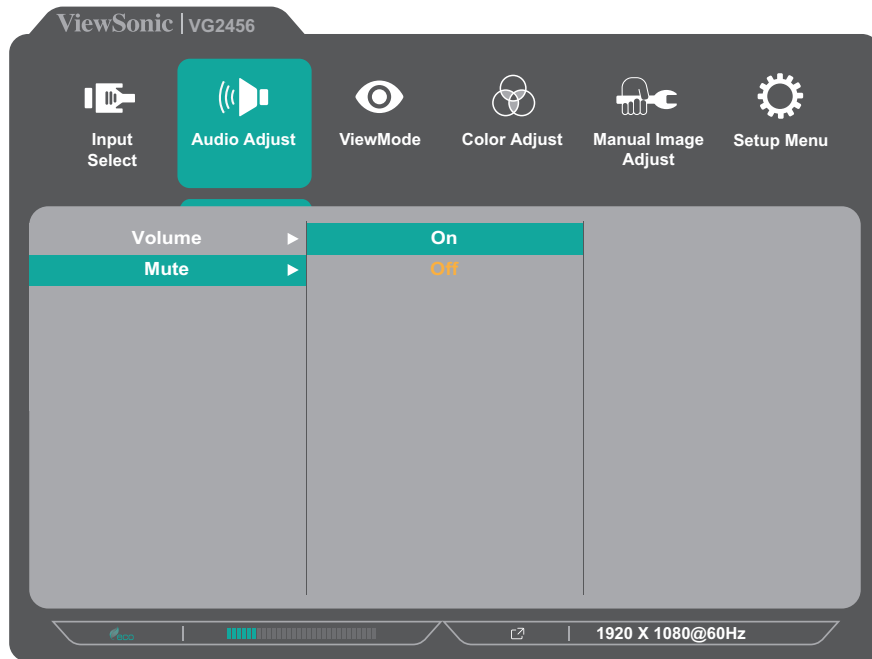 ViewSonic | VG2456
Input
Select
Audio Adjust
ViewMode
Color Adjust
Manual Image
Adjust
Setup Menu
Volume
On
Mute
Off
eco
1920 X 1080@60Hz